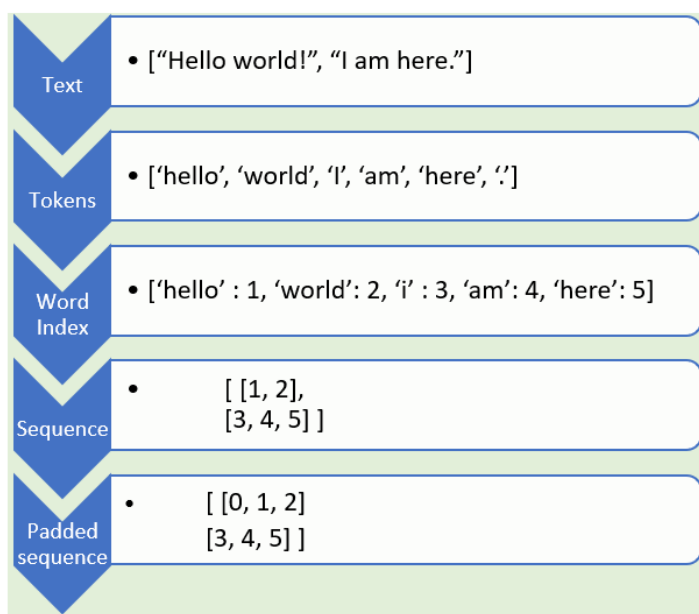 Text
• [“Hello world!”, “I am here.”]
Tokens
• [‘hello’, ‘world’, ‘I’, ‘am’, ‘here’, ‘.’]
Word
Index
• [‘hello’ : 1, ‘world’: 2, ‘i’ : 3, ‘am’: 4, ‘here’: 5]
Sequence
• [ [1, 2],
[3, 4, 5] ]
Padded
sequence
• [ [0, 1, 2]
[3, 4, 5] ]